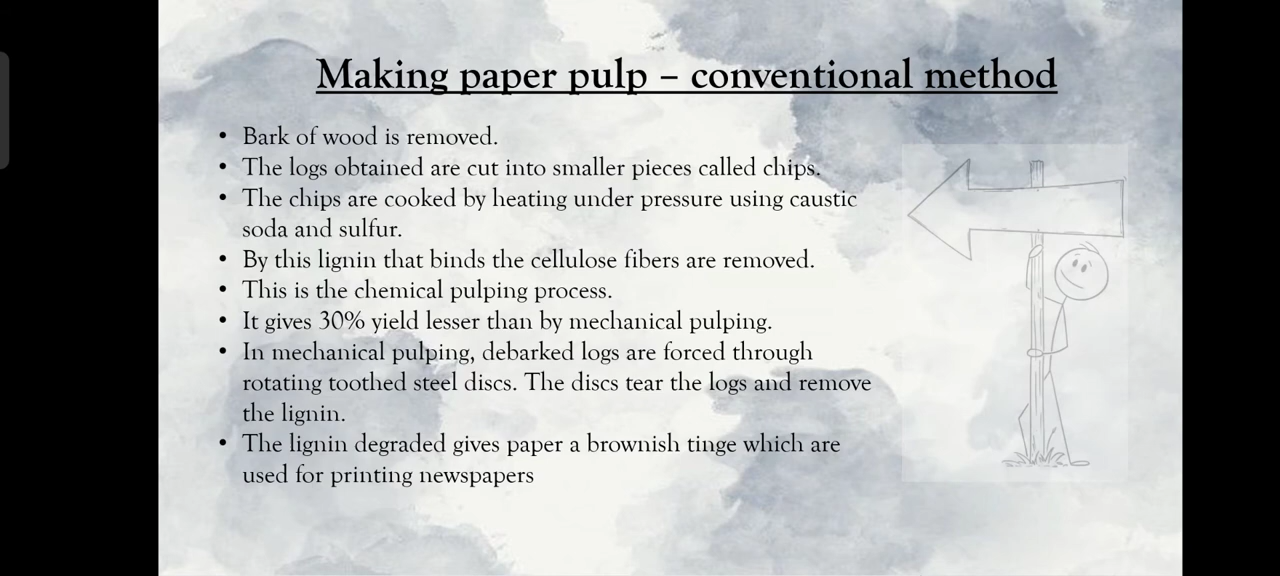 Making paper pulp – conventional method
• Bark of wood is removed.
• The logs obtained are cut into smaller pieces called chips.
• The chips are cooked by heating under pressure using caustic
soda and sulfur.
• By this lignin that binds the cellulose fibers are removed.
• This is the chemical pulping process.
• It gives 30% yield lesser than by mechanical pulping.
• In mechanical pulping, debarked logs are forced through
rotating toothed steel discs. The discs tear the logs and remove
the lignin.
• The lignin degraded gives paper a brownish tinge which are
used for printing newspapers